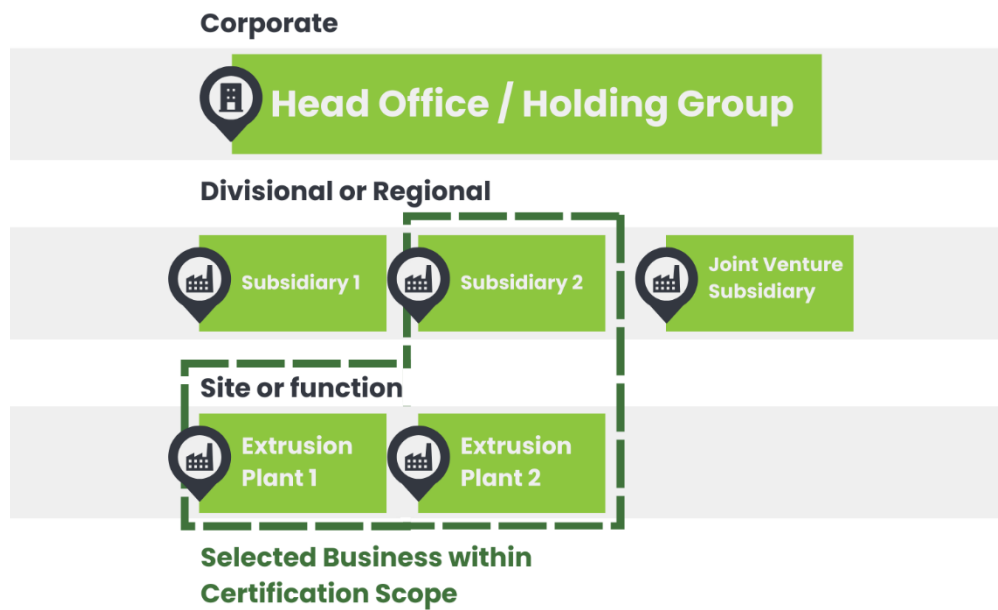 Corporate
Head Office / Holding Group
Divisional or Regional
Subsidiary 1
Subsidiary 2
Joint Venture
Subsidiary
Site or function
Extrusion
Plant 1
Extrusion
Plant 2
Selected Business within
Certification Scope